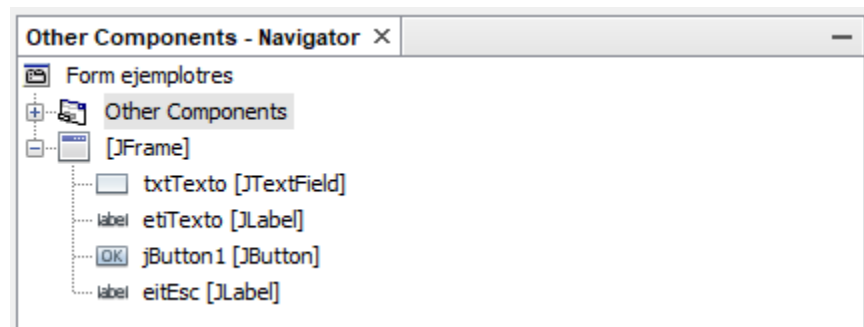 Other Components - Navigator ×
Form ejemplotres
Other Components
[JFrame]
txtTexto [JTextField]
label etiTexto [JLabel]
OK jButton1 [JButton]
label eitEsc [JLabel]